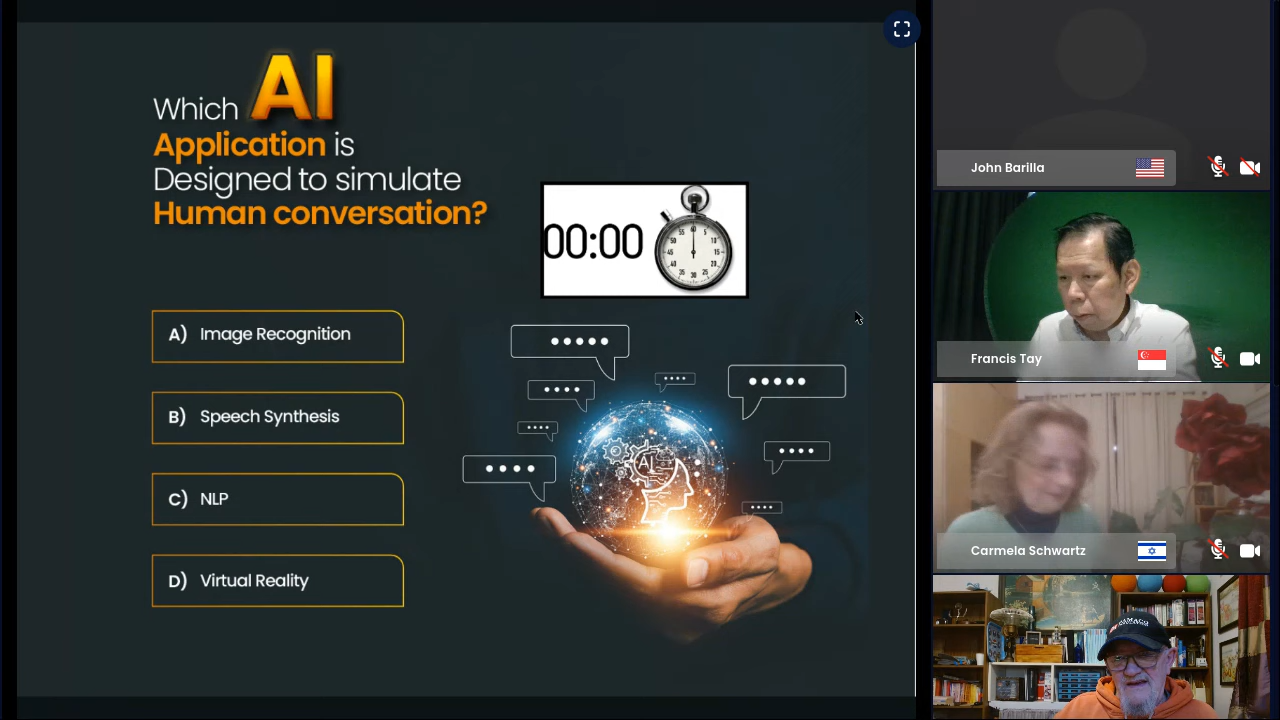 Which AI
Application is
Designed to simulate
Human conversation?
00:00
A) Image Recognition
B) Speech Synthesis
C) NLP
D) Virtual Reality
AI
John Barilla
Francis Tay
Carmela Schwartz